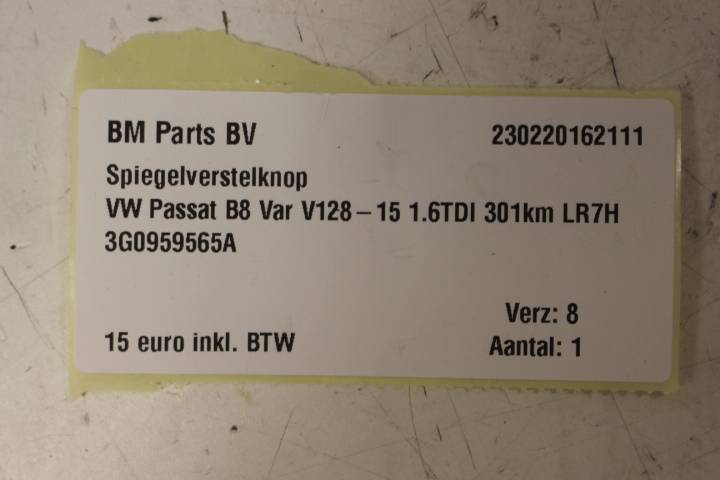 BM Parts BV 230220162111
Spiegelverstelknop
VW Passat B8 Var V128 – 15 1.6TDI 301km LR7H
3G0959565A
Verz: 8
15 euro inkl. BTW Aantal: 1